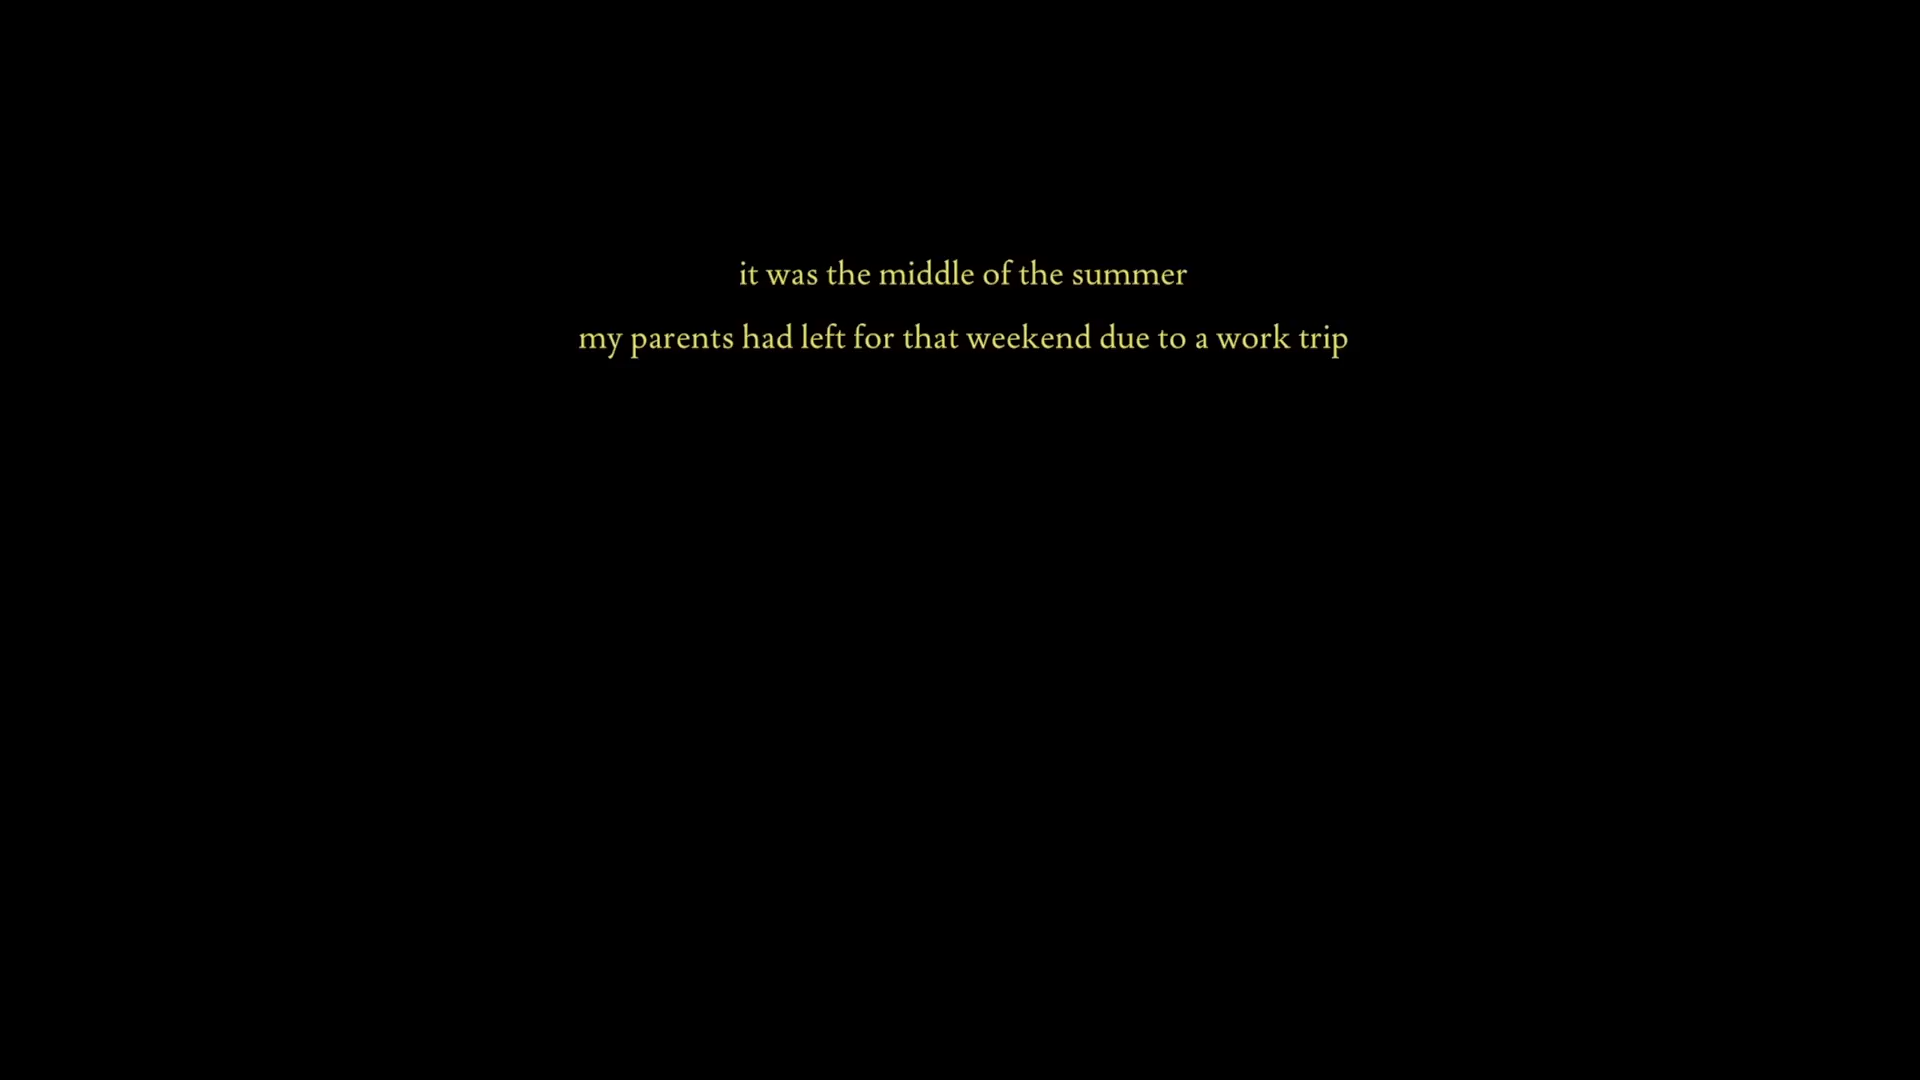 it was the middle of the summer
my parents had left for that weekend due to a work trip